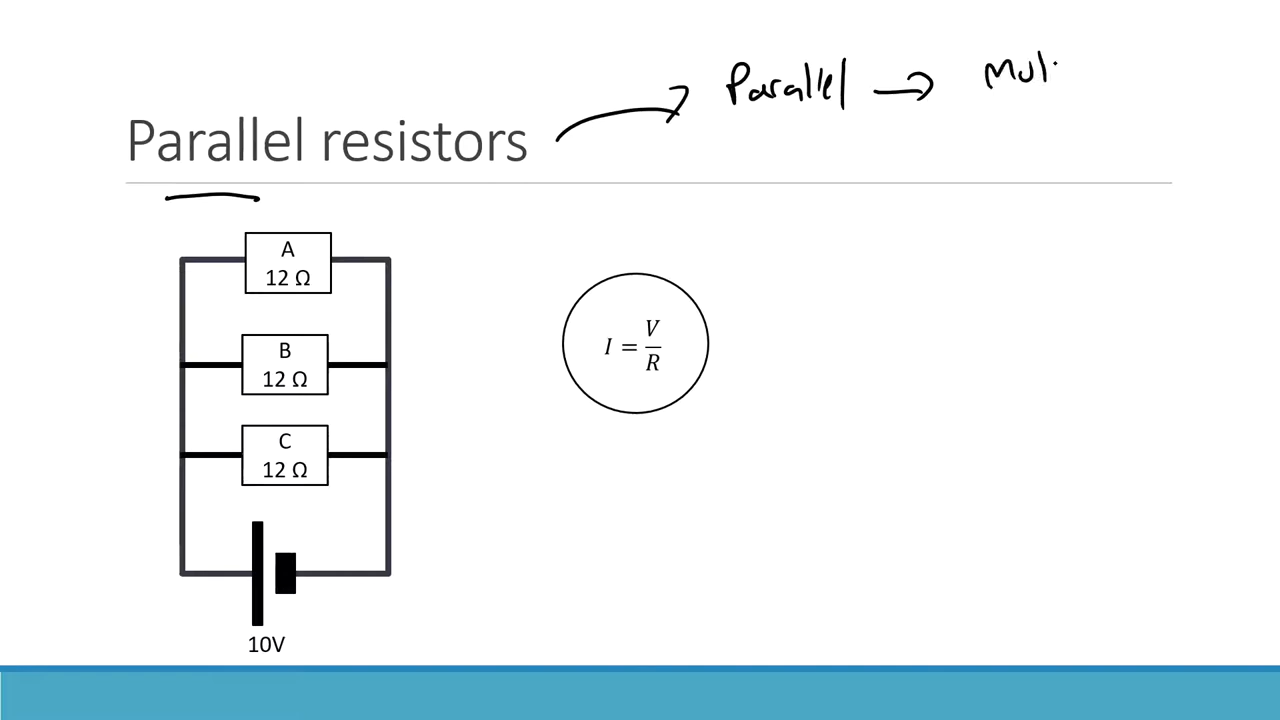 Parallel → Mul
Parallel resistors
A
12 Ω
B
12 Ω
C
12 Ω
10V
I = V/R